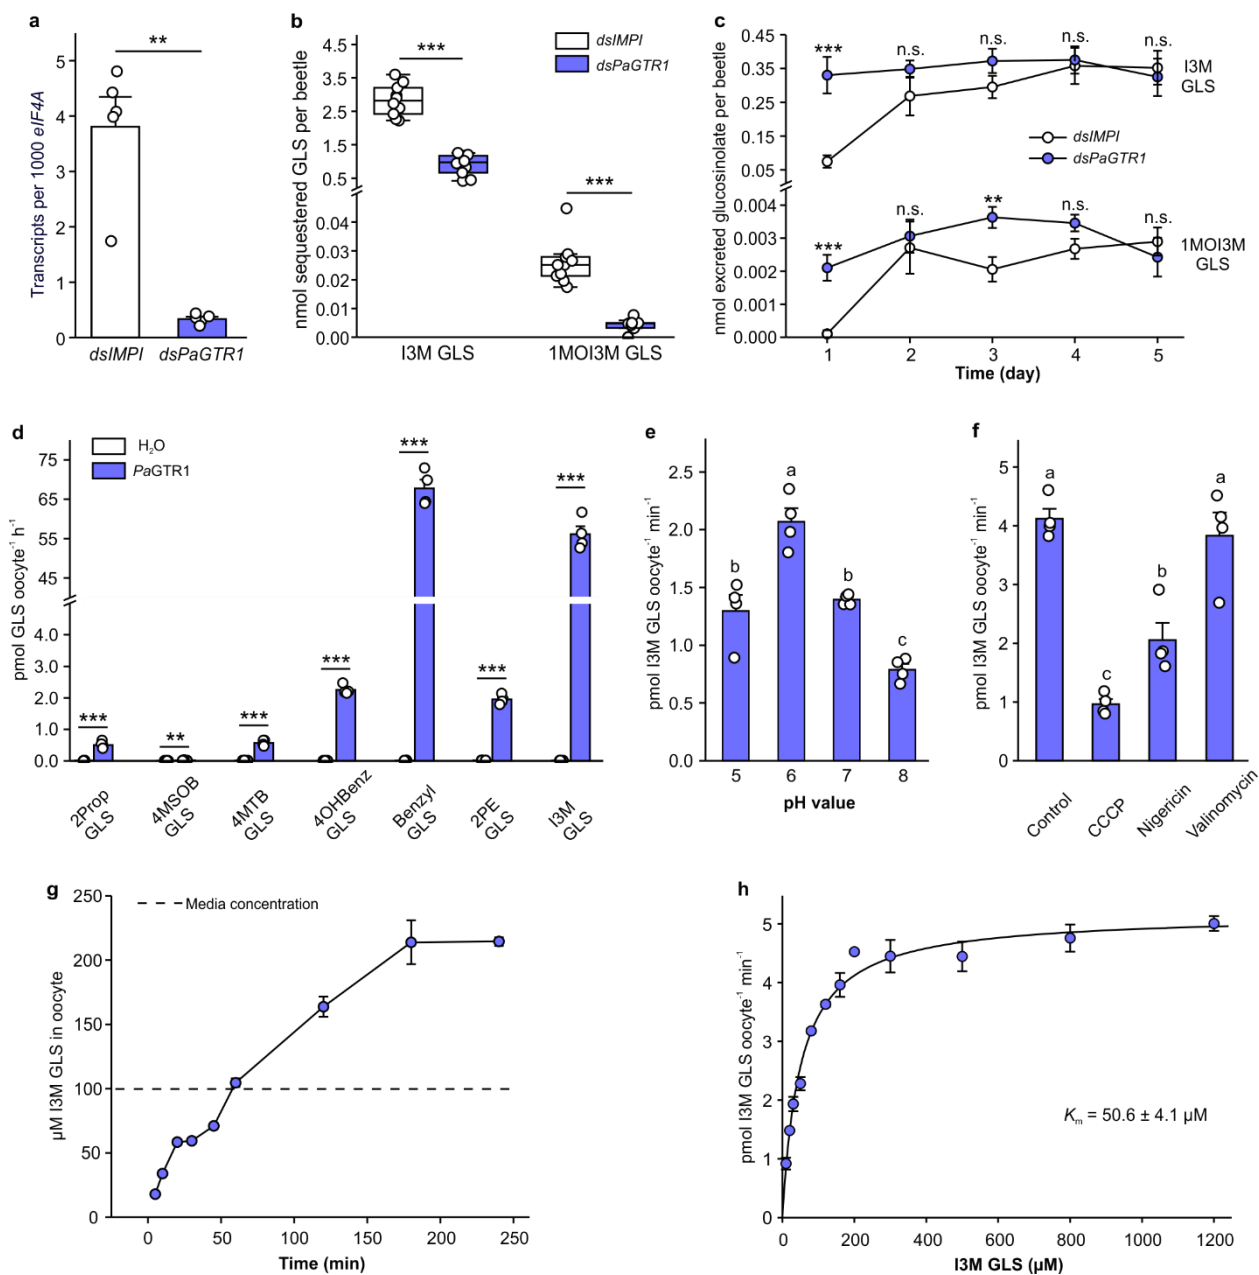 a
**
Transcripts per 1000 eIF4A
5
4
3
2
1
0
dsIMPI
dsPaGTR1
b
nmol sequestered GLS per beetle
4.5
3.5
2.5
1.5
0.5
0.04
0.03
0.02
0.01
0.00
***
***
dsIMPI
dsPaGTR1
I3M GLS
1MOI3M GLS
c
nmol excreted glucosinolate per beetle
0.45
0.35
0.25
0.15
0.05
0.004
0.003
0.002
0.001
0.000
***
n.s.
n.s.
n.s.
n.s.
I3M
GLS
dsIMPI
dsPaGTR1
***
n.s.
**
n.s.
n.s.
1MOI3M
GLS
1
2
3
4
5
Time (day)
d
H₂O
PaGTR1
pmol GLS oocyte⁻¹ h⁻¹
75
65
55
45
4.0
3.0
2.0
1.0
0.0
***
**
***
***
***
***
***
2Prop
GLS
4MSOB
GLS
4MTB
GLS
4OHBenz
GLS
Benzyl
GLS
2PE
GLS
I3M
GLS
e
pmol I3M GLS oocyte⁻¹ min⁻¹
2.5
2.0
1.5
1.0
0.5
0.0
b
a
b
c
5
6
7
8
pH value
f
pmol I3M GLS oocyte⁻¹ min⁻¹
5
4
3
2
1
0
a
c
b
a
Control
CCCP
Nigericin
Valinomycin
g
µM I3M GLS in oocyte
250
200
150
100
50
0
Media concentration
0
50
100
150
200
250
Time (min)
h
pmol I3M GLS oocyte⁻¹ min⁻¹
5
4
3
2
1
0
Kₘ = 50.6 ± 4.1 µM
0
200
400
600
800
1000
1200
I3M GLS (µM)